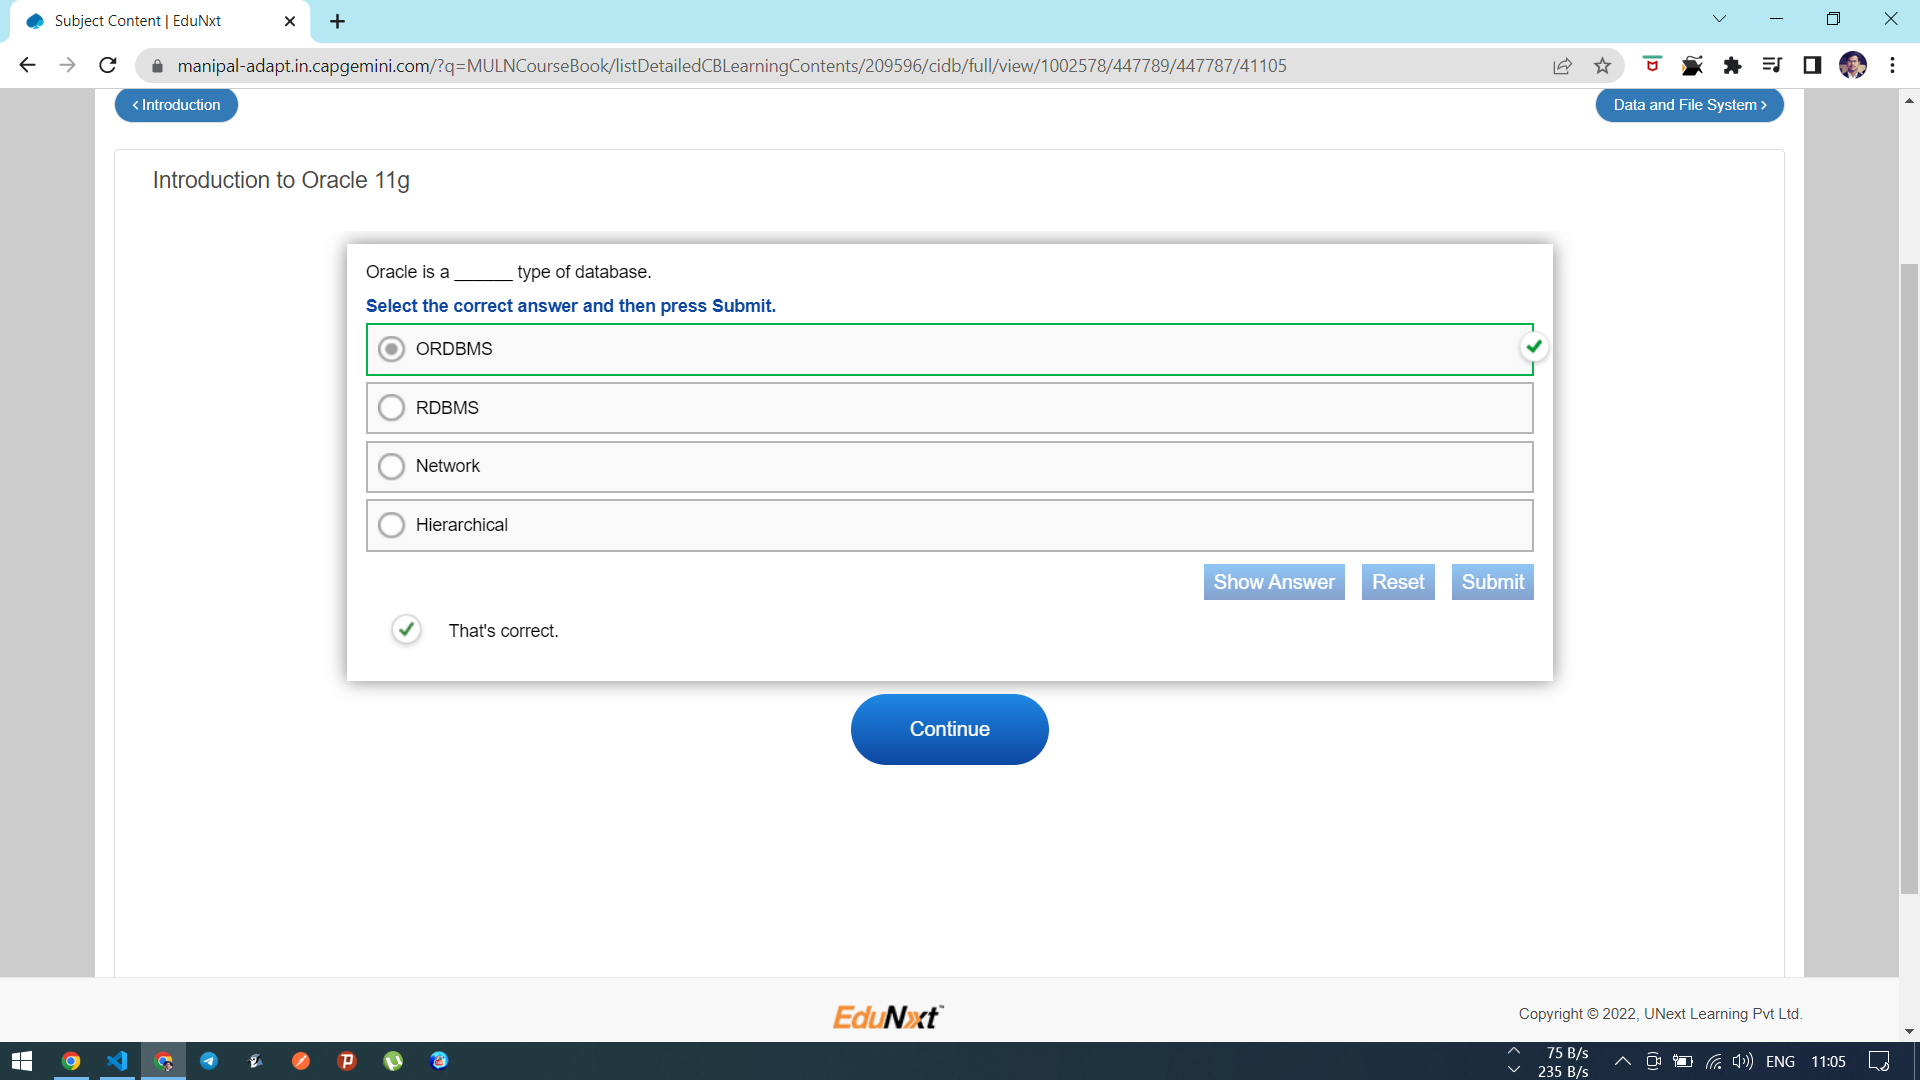 Subject Content | EduNxt
manipal-adapt.in.capgemini.com/?q=MULNCourseBook/listDetailedCBLearningContents/209596/cidb/full/view/1002578/447789/447787/41105
< Introduction
Data and File System >
Introduction to Oracle 11g
Oracle is a ______ type of database.
Select the correct answer and then press Submit.
ORDBMS
RDBMS
Network
Hierarchical
Show Answer Reset Submit
That's correct.
Continue
EduNxt™
Copyright © 2022, UNext Learning Pvt Ltd.
75 B/s
235 B/s
ENG 11:05